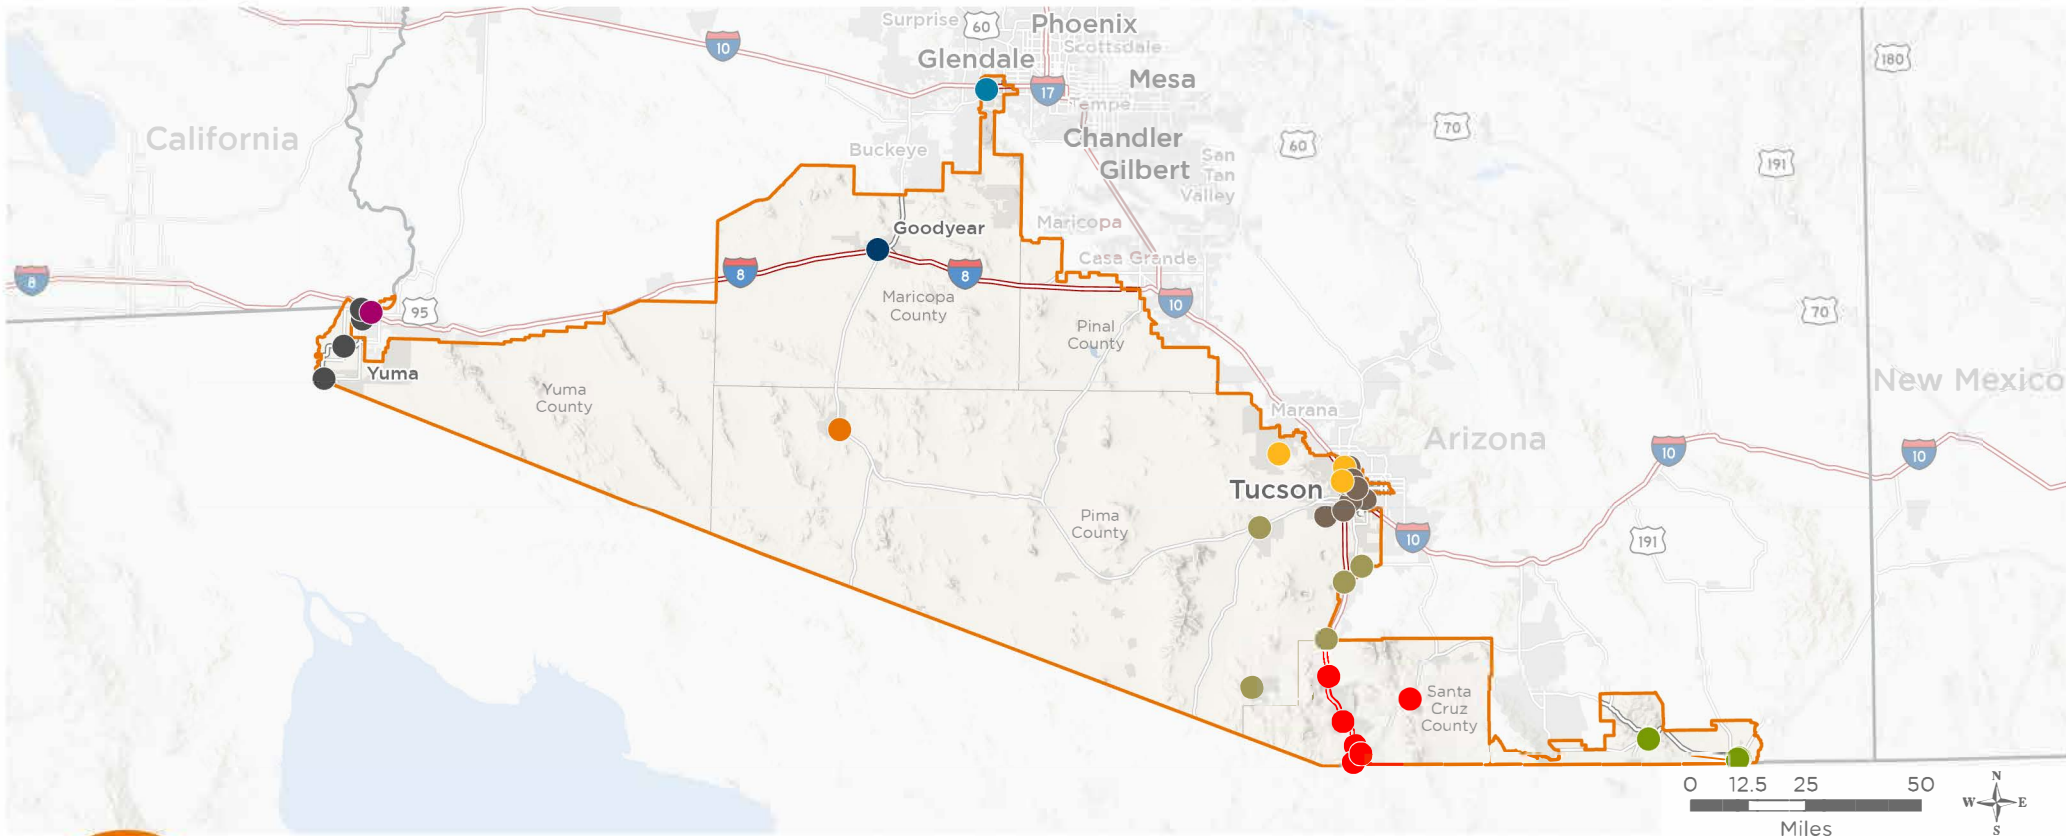 Surprise
60
Phoenix
Scottsdale
10
Glendale
180
Mesa
17
Tempe
California
Chandler
70
Buckeye
60
San
Tan
Valley
Gilbert
191
Goodyear
Maricopa
8
8
8
Casa Grande
95
Maricopa
County
10
70
Pinal
County
Yuma
Yuma
County
New Mexico
Marana
Arizona
10
10
Tucson
Pima
County
10
191
Santa
Cruz
County
0 12.5 25 50
Miles
N
W E
S